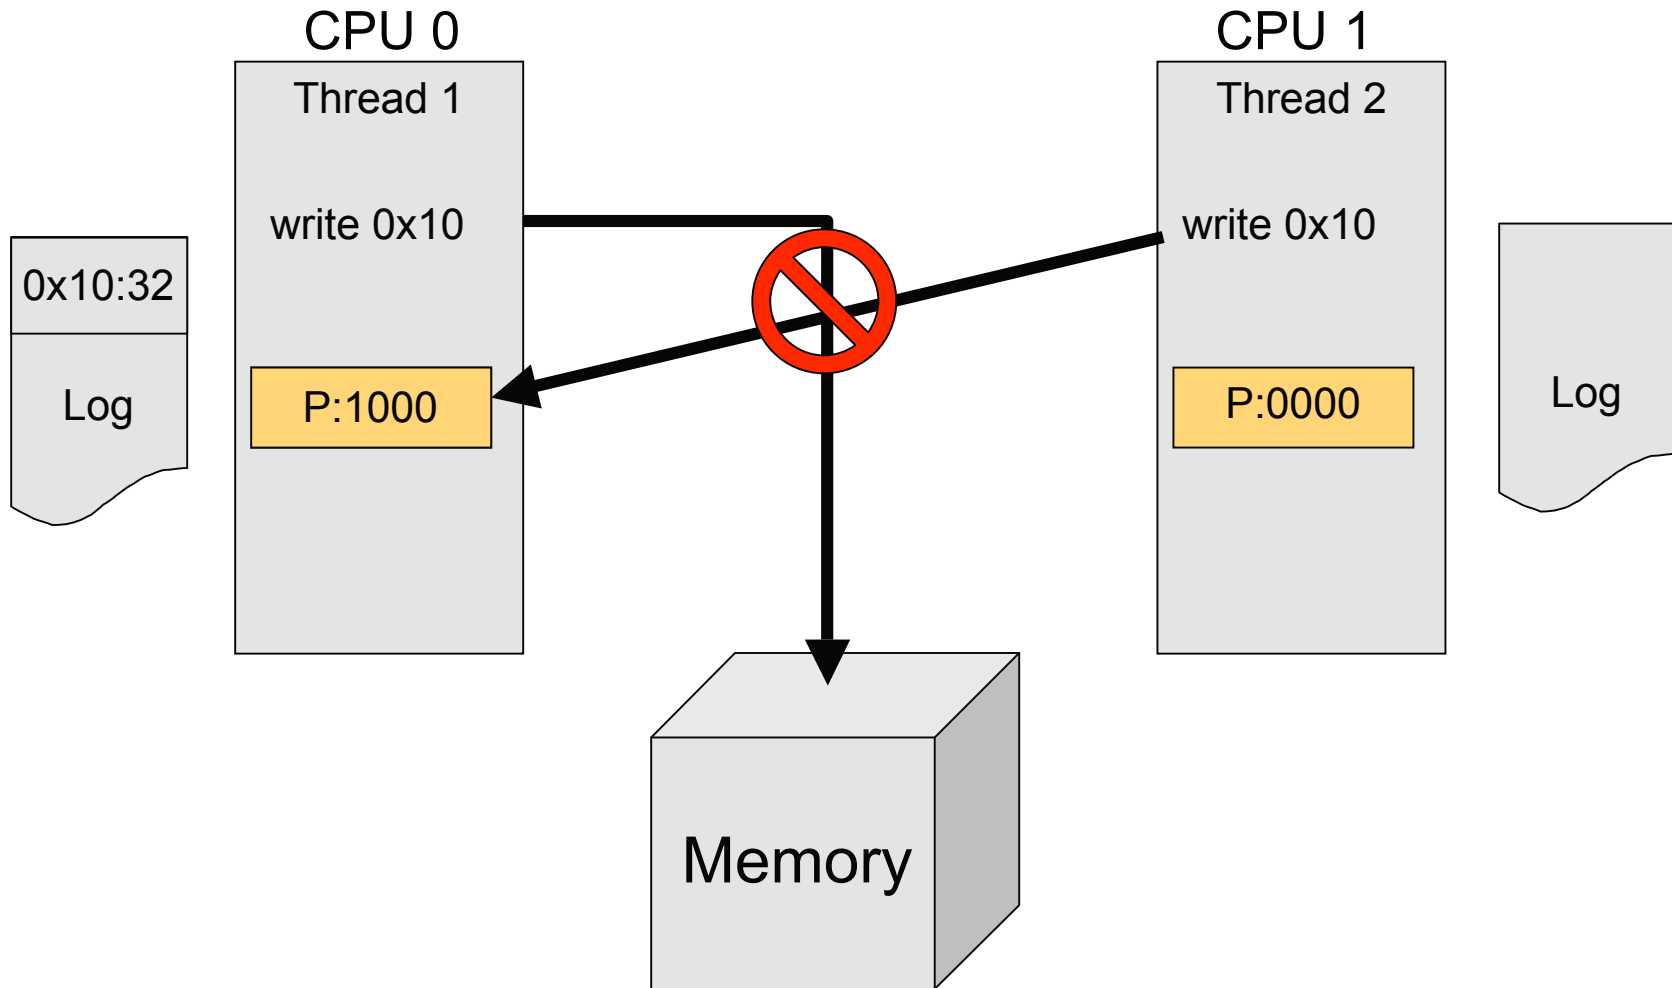 CPU 0
CPU 1
Thread 1
Thread 2
write 0x10
write 0x10
0x10:32
Log
P:1000
P:0000
Log
Memory